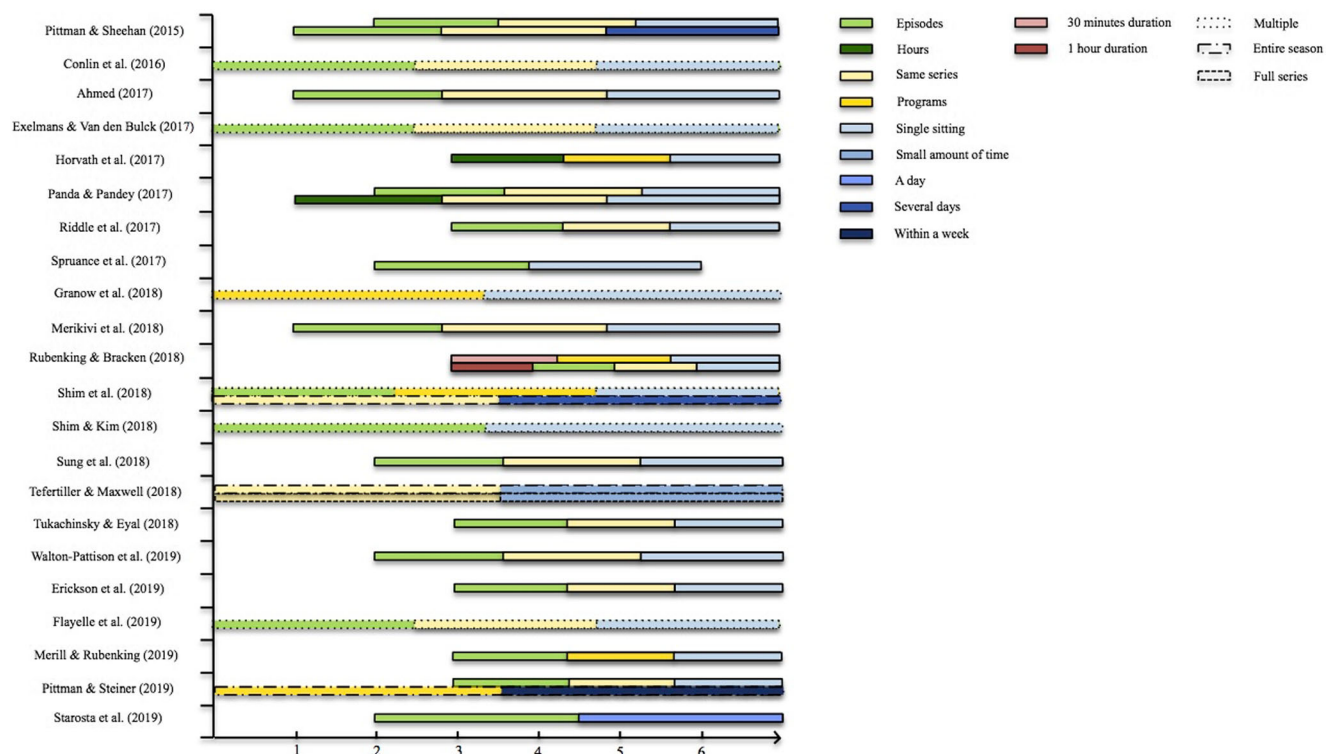 Pittman & Sheehan (2015)
Conlin et al. (2016)
Ahmed (2017)
Exelmans & Van den Bulck (2017)
Horvath et al. (2017)
Panda & Pandey (2017)
Riddle et al. (2017)
Spruance et al. (2017)
Granow et al. (2018)
Merikivi et al. (2018)
Rubenking & Bracken (2018)
Shim et al. (2018)
Shim & Kim (2018)
Sung et al. (2018)
Tefertiller & Maxwell (2018)
Tukachinsky & Eyal (2018)
Walton-Pattison et al. (2019)
Erickson et al. (2019)
Flayelle et al. (2019)
Merill & Rubenking (2019)
Pittman & Steiner (2019)
Starosta et al. (2019)
1 2 3 4 5 6
Episodes
Hours
Same series
Programs
Single sitting
Small amount of time
A day
Several days
Within a week
30 minutes duration
1 hour duration
Multiple
Entire season
Full series